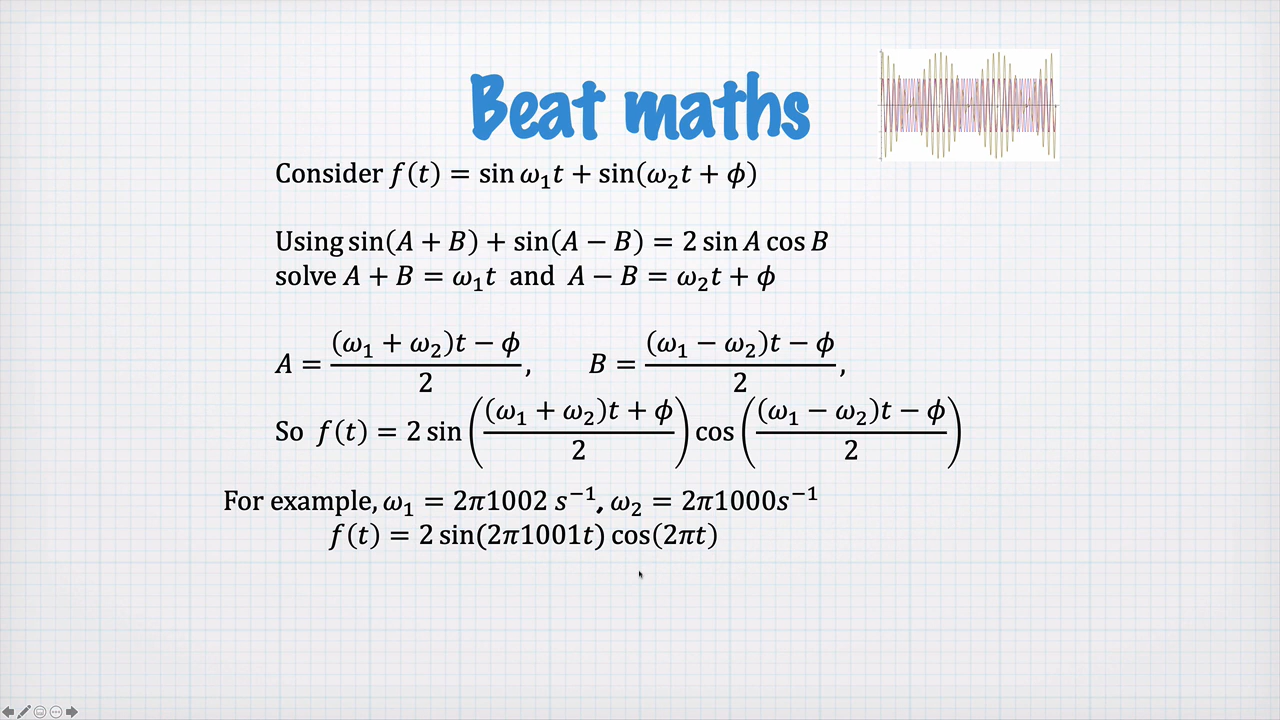 Beat maths
Consider f(t) = sin ω₁t + sin(ω₂t + ϕ)
Using sin(A + B) + sin(A − B) = 2 sin A cos B
solve A + B = ω₁t and A − B = ω₂t + ϕ
A = ((ω₁ + ω₂)t − ϕ)/2, B = ((ω₁ − ω₂)t − ϕ)/2,
So f(t) = 2 sin(((ω₁ + ω₂)t + ϕ)/2) cos(((ω₁ − ω₂)t − ϕ)/2)
For example, ω₁ = 2π1002 s⁻¹, ω₂ = 2π1000s⁻¹
f(t) = 2 sin(2π1001t) cos(2πt)